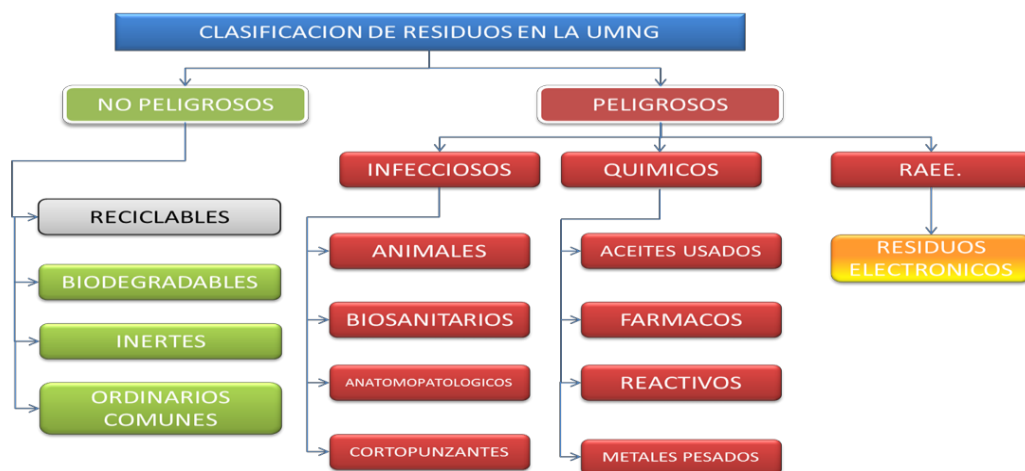 CLASIFICACION DE RESIDUOS EN LA UMNG
NO PELIGROSOS
PELIGROSOS
INFECCIOSOS
QUIMICOS
RAEE.
RECICLABLES
BIODEGRADABLES
INERTES
ORDINARIOS
COMUNES
ANIMALES
BIOSANITARIOS
ANATOMOPATOLOGICOS
CORTOPUNZANTES
ACEITES USADOS
FARMACOS
REACTIVOS
METALES PESADOS
RESIDUOS
ELECTRONICOS